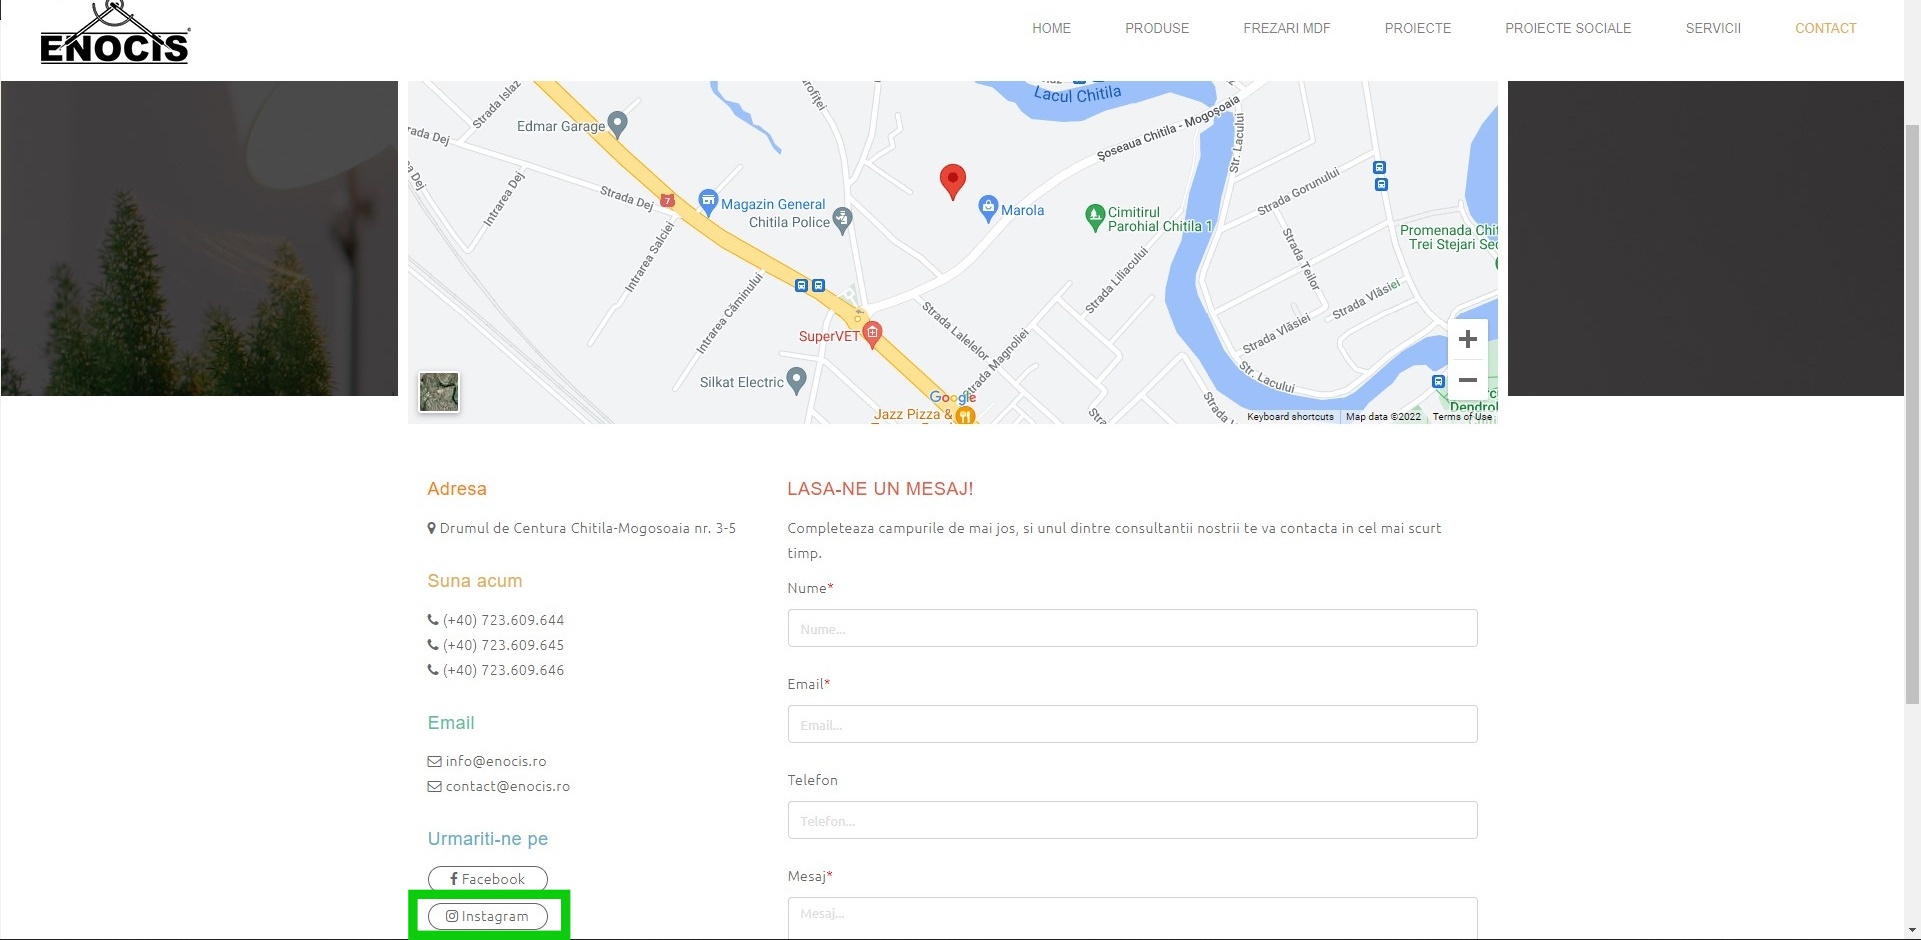 ENOCIS
HOME PRODUSE FREZARI MDF PROIECTE PROIECTE SOCIALE SERVICII CONTACT
Lacul Chitila
Strada Islaz
Edmar Garage
Șoseaua Chitila - Mogoșoaia
Str. Lacului
Intrarea Dej
Strada Dej
7
Magazin General
Chitila Police
Marola
Cimitirul
Parohial Chitila 1
Strada Gorunului
Promenada Chit
Trei Stejari Sec
Intrarea Salciei
Strada Teilor
Strada Liliacului
Strada Vlăsiei
Strada Vlăsiei
Intrarea Căminului
Strada Lalelelor
Strada Magnoliei
SuperVET
Str. Lacului
Silkat Electric
Google
Jazz Pizza &
Dendrol
Keyboard shortcuts Map data ©2022 Terms of Use
Adresa
Drumul de Centura Chitila-Mogosoaia nr. 3-5
Suna acum
(+40) 723.609.644
(+40) 723.609.645
(+40) 723.609.646
Email
info@enocis.ro
contact@enocis.ro
Urmariti-ne pe
Facebook
Instagram
LASA-NE UN MESAJ!
Completeaza campurile de mai jos, si unul dintre consultantii nostrii te va contacta in cel mai scurt
timp.
Nume*
Nume...
Email*
Email...
Telefon
Telefon...
Mesaj*
Mesaj...